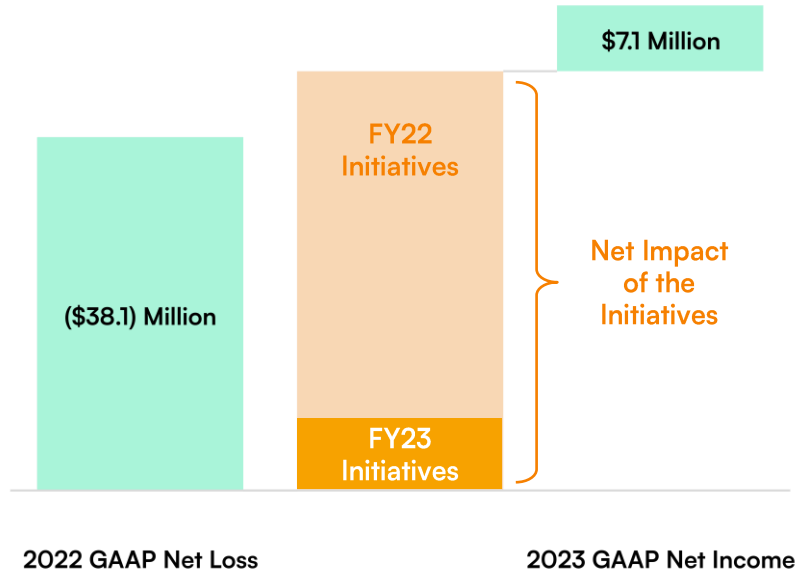 $7.1 Million
FY22
Initiatives
Net Impact
of the
Initiatives
($38.1) Million
FY23
Initiatives
2022 GAAP Net Loss
2023 GAAP Net Income